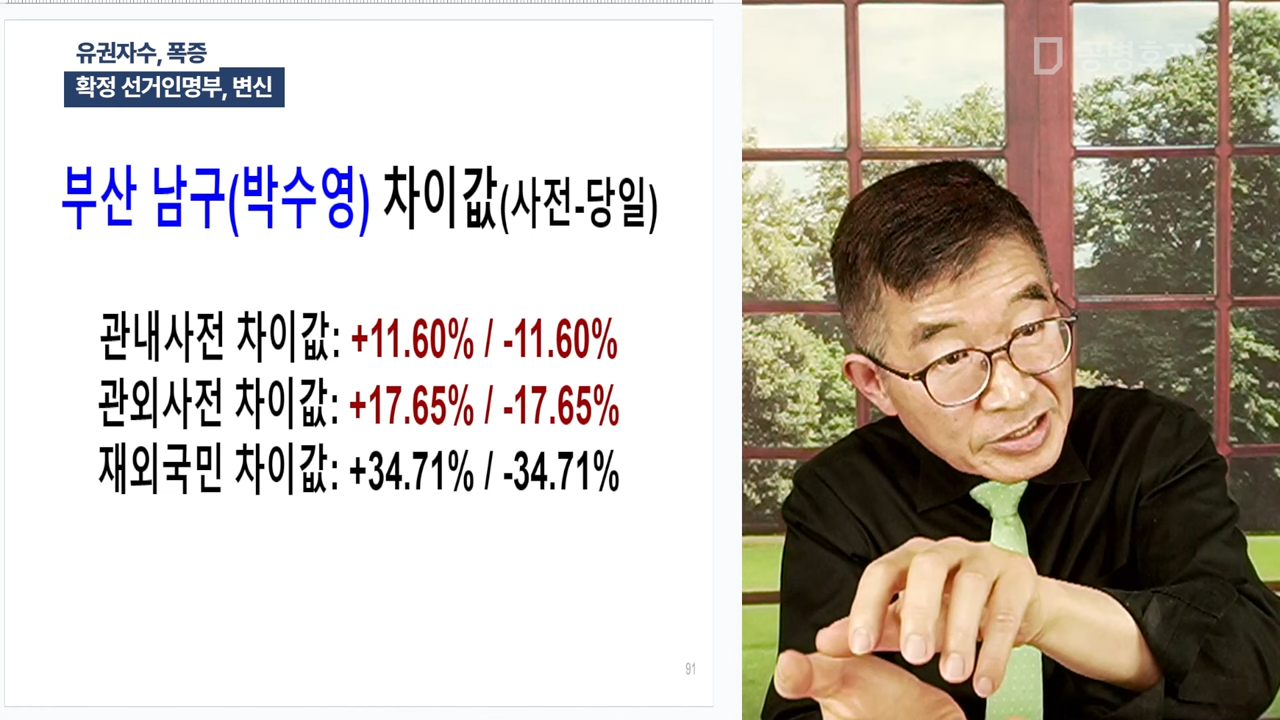 유권자수, 폭증
확정 선거인명부, 변신
부산 남구(박수영) 차이값(사전-당일)
관내사전 차이값: +11.60% / -11.60%
관외사전 차이값: +17.65% / -17.65%
재외국민 차이값: +34.71% / -34.71%
91
공병호